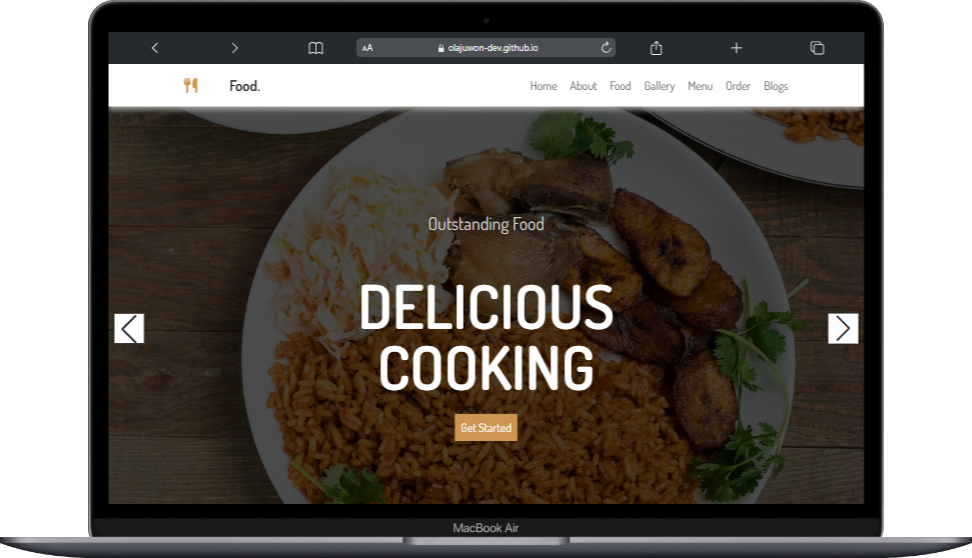 AA olajuwon-dev.github.io
Food. Home About Food Gallery Menu Order Blogs
Outstanding Food
DELICIOUS
COOKING
Get Started
MacBook Air